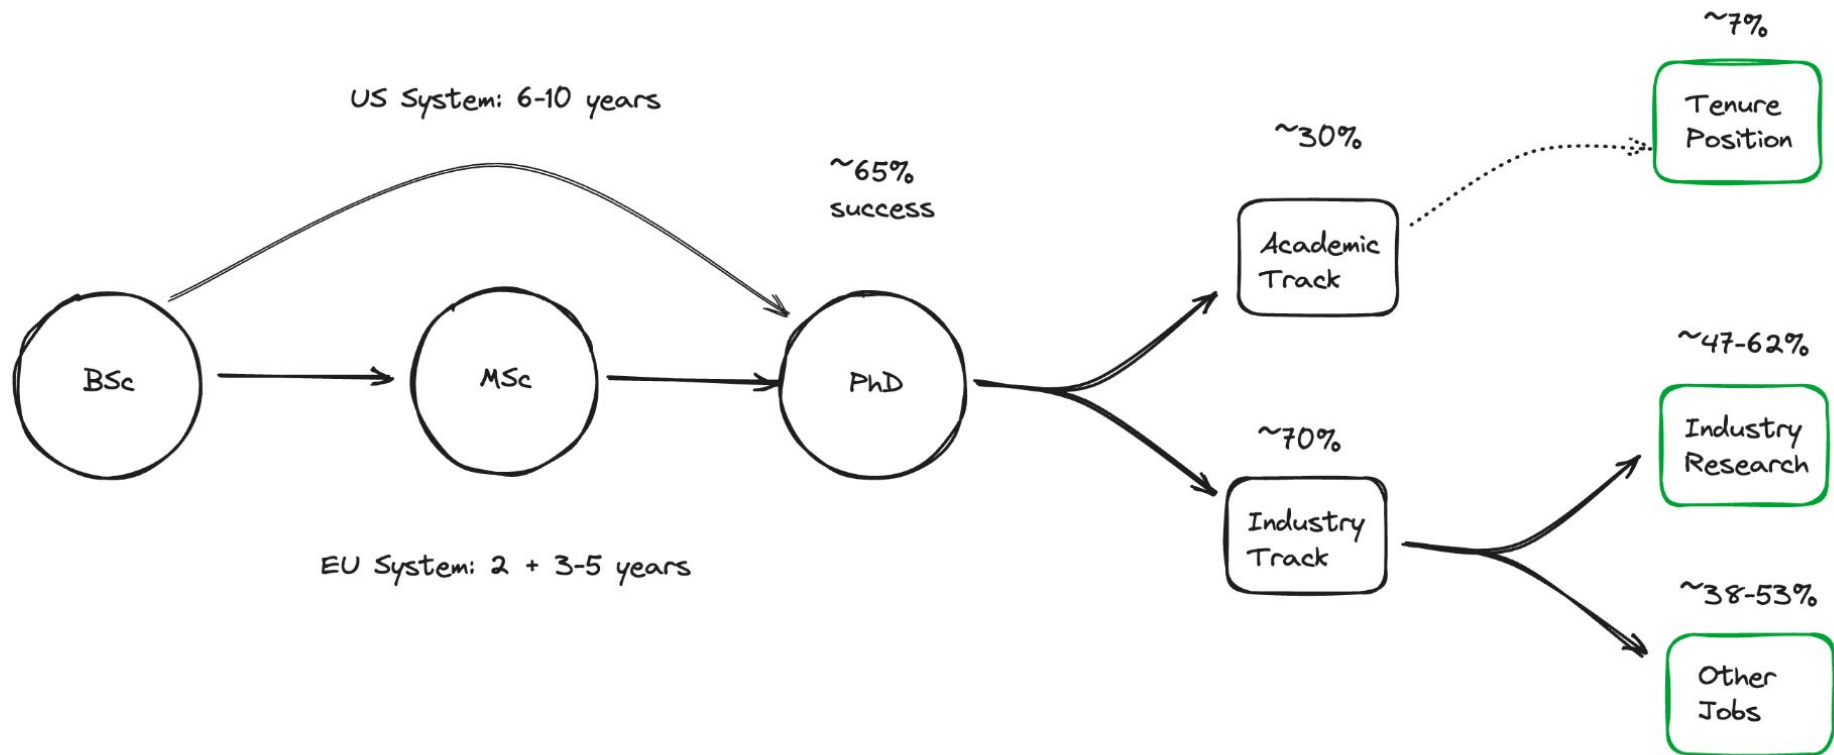 ~7%
Tenure
Position
US System: 6-10 years
~65%
success
~30%
Academic
Track
BSc
MSc
PhD
~47-62%
Industry
Research
~70%
Industry
Track
EU System: 2 + 3-5 years
~38-53%
Other
Jobs